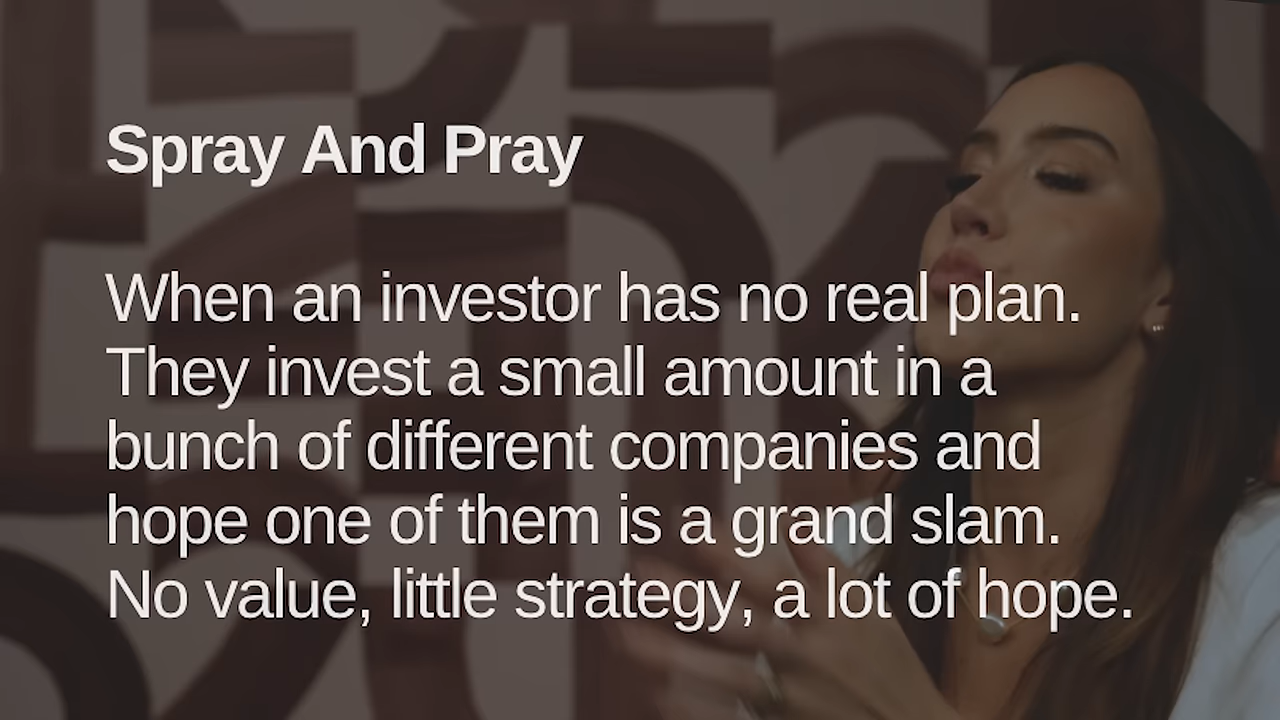 Spray And Pray
When an investor has no real plan.
They invest a small amount in a
bunch of different companies and
hope one of them is a grand slam.
No value, little strategy, a lot of hope.